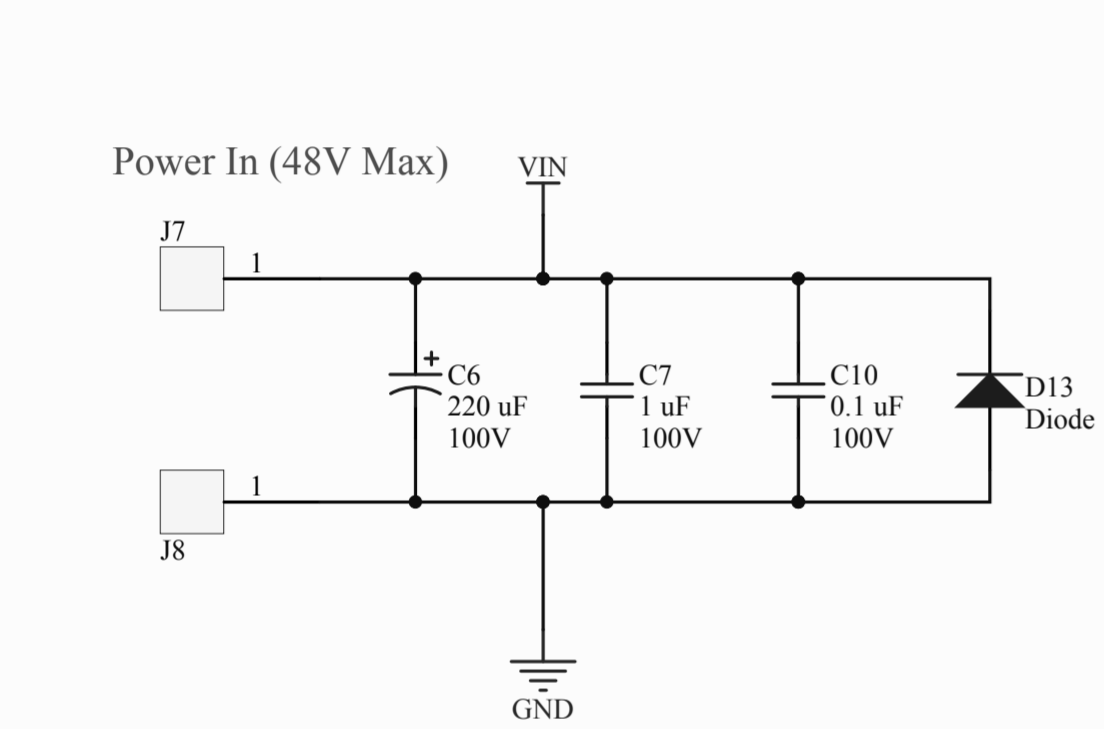 Power In (48V Max)
VIN
J7
1
+
C6
220 uF
100V
C7
1 uF
100V
C10
0.1 uF
100V
D13
Diode
1
J8
GND